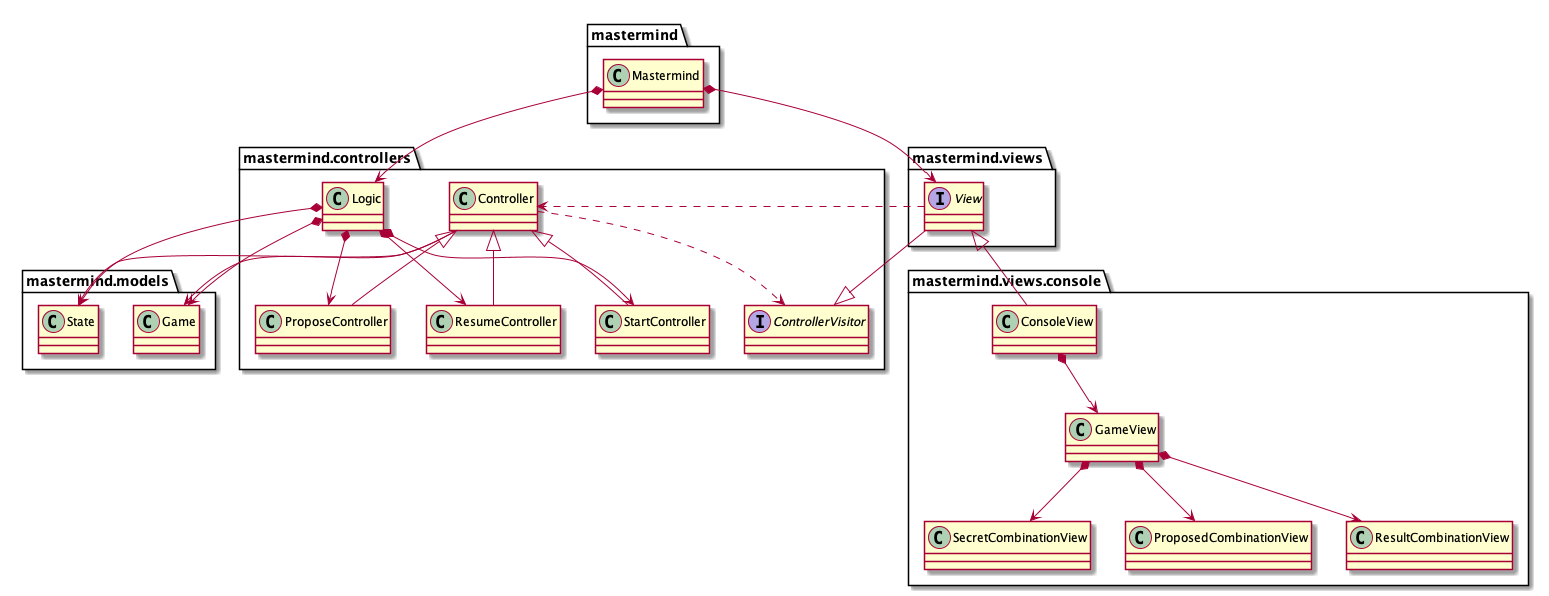 mastermind
C Mastermind
mastermind.controllers
mastermind.views
C Logic
C Controller
I View
mastermind.models
mastermind.views.console
C State
C Game
C ProposeController
C ResumeController
C StartController
I ControllerVisitor
C ConsoleView
C GameView
C SecretCombinationView
C ProposedCombinationView
C ResultCombinationView